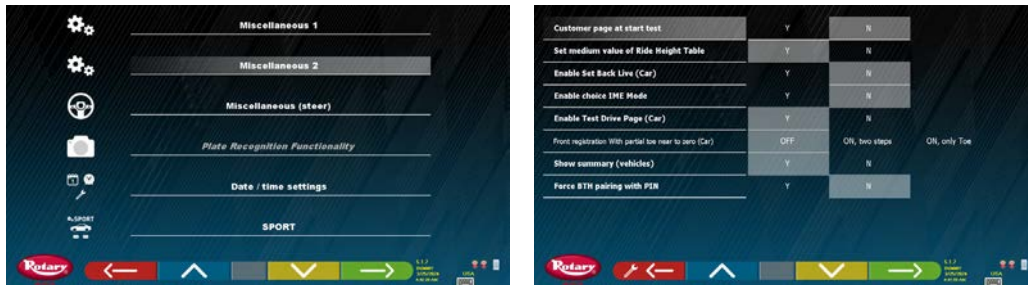 Miscellaneous 1
Miscellaneous 2
Miscellaneous (steer)
Plate Recognition Functionality
Date / time settings
SPORT
Rotary
USA
Customer page at start test Y N
Set medium value of Ride Height Table Y N
Enable Set Back Live (Car) Y N
Enable choice IME Mode Y N
Enable Test Drive Page (Car) Y N
Front registration With partial toe near to zero (Car) OFF ON, two steps ON, only Toe
Show summary (vehicles) Y N
Force BTH pairing with PIN Y N
Rotary
USA